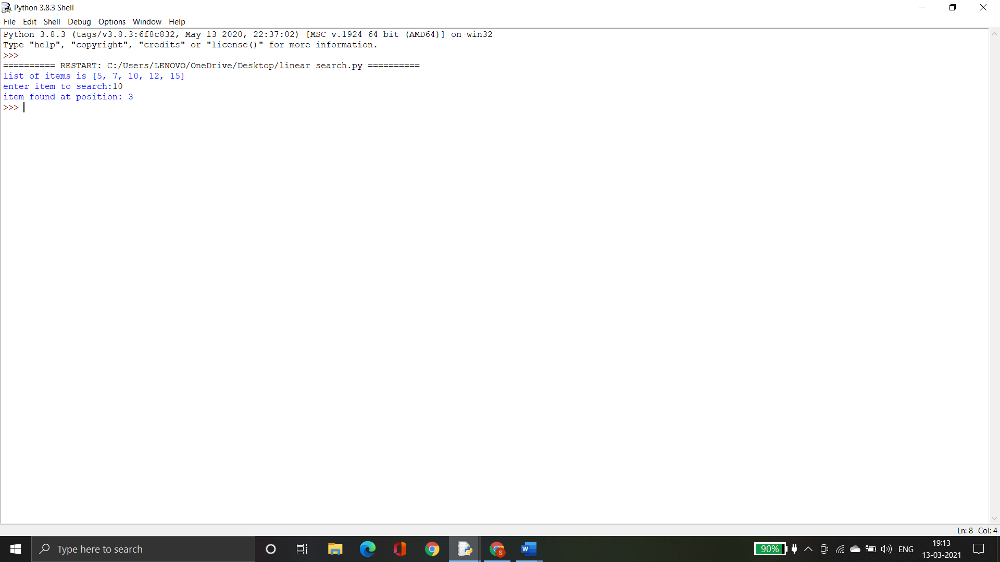 Python 3.8.3 Shell
File Edit Shell Debug Options Window Help
Python 3.8.3 (tags/v3.8.3:6f8c832, May 13 2020, 22:37:02) [MSC v.1924 64 bit (AMD64)] on win32
Type "help", "copyright", "credits" or "license()" for more information.
>>>
========== RESTART: C:/Users/LENOVO/OneDrive/Desktop/linear search.py ==========
list of items is [5, 7, 10, 12, 15]
enter item to search:10
item found at position: 3
>>>
Ln: 8 Col: 4
Type here to search
S
W
90%
ENG
19:13
13-03-2021